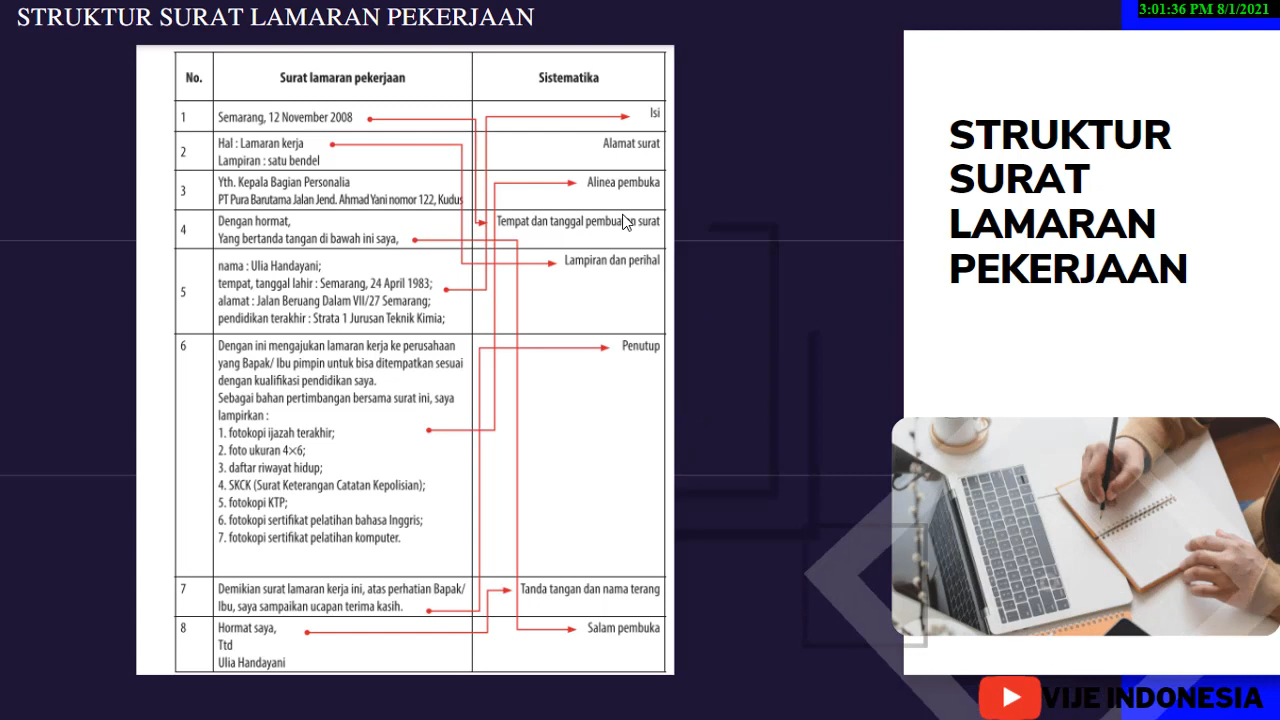 STRUKTUR SURAT LAMARAN PEKERJAAN
3:01:36 PM 8/1/2021
No.
Surat lamaran pekerjaan
Sistematika
1
Semarang, 12 November 2008
Isi
2
Hal : Lamaran kerja
Lampiran : satu bendel
Alamat surat
3
Yth. Kepala Bagian Personalia
PT Pura Barutama Jalan Jend. Ahmad Yani nomor 122, Kudus
Alinea pembuka
4
Dengan hormat,
Yang bertanda tangan di bawah ini saya,
Tempat dan tanggal pembuatan surat
5
nama : Ulia Handayani;
tempat, tanggal lahir : Semarang, 24 April 1983;
alamat : Jalan Beruang Dalam VII/27 Semarang;
pendidikan terakhir : Strata 1 Jurusan Teknik Kimia;
Lampiran dan perihal
6
Dengan ini mengajukan lamaran kerja ke perusahaan
yang Bapak/ Ibu pimpin untuk bisa ditempatkan sesuai
dengan kualifikasi pendidikan saya.
Sebagai bahan pertimbangan bersama surat ini, saya
lampirkan :
1. fotokopi ijazah terakhir;
2. foto ukuran 4×6;
3. daftar riwayat hidup;
4. SKCK (Surat Keterangan Catatan Kepolisian);
5. fotokopi KTP;
6. fotokopi sertifikat pelatihan bahasa Inggris;
7. fotokopi sertifikat pelatihan komputer.
Penutup
7
Demikian surat lamaran kerja ini, atas perhatian Bapak/
Ibu, saya sampaikan ucapan terima kasih.
Tanda tangan dan nama terang
8
Hormat saya,
Ttd
Ulia Handayani
Salam pembuka
STRUKTUR
SURAT
LAMARAN
PEKERJAAN
VIJE INDONESIA